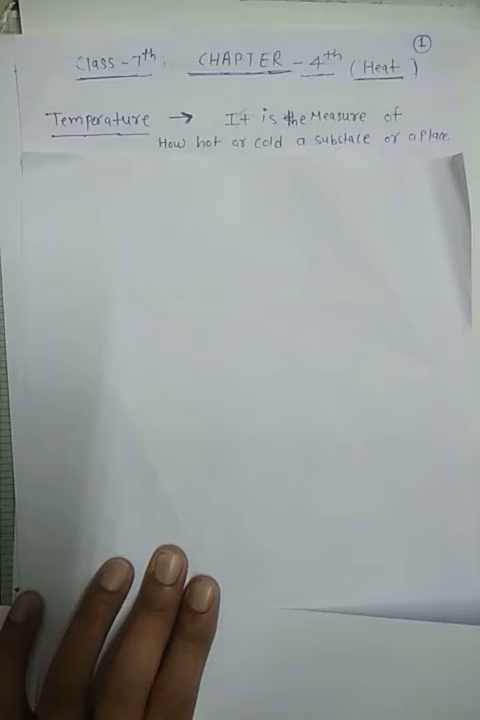 ①
Class - 7th : CHAPTER - 4th (Heat)
Temperature → It is the Measure of
How hot or cold a substace or a place